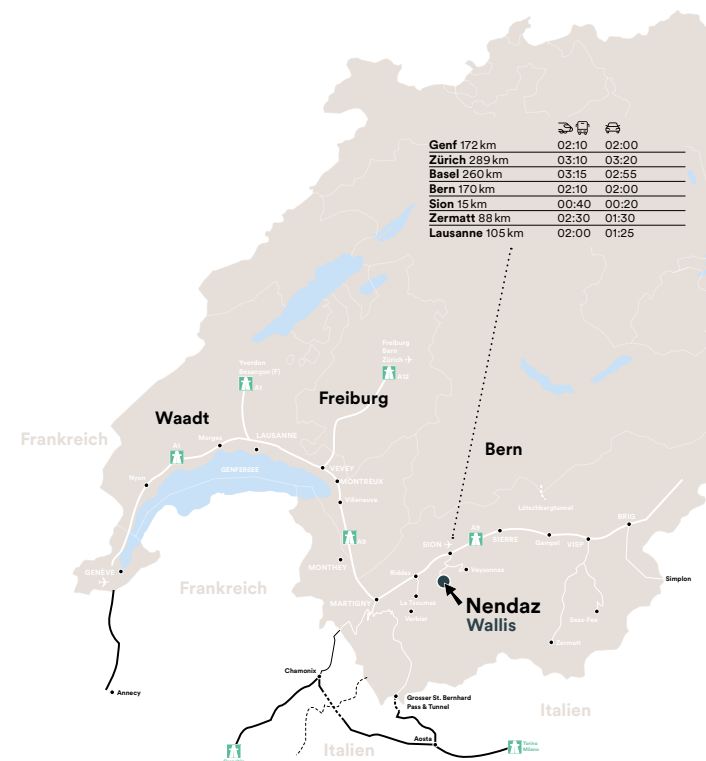 Genf 172 km 02:10 02:00
Zürich 289 km 03:10 03:20
Basel 260 km 03:15 02:55
Bern 170 km 02:10 02:00
Sion 15 km 00:40 00:20
Zermatt 88 km 02:30 01:30
Lausanne 105 km 02:00 01:25
Freiburg
Bern
Zürich
A12
Yverdon
Besançon (F)
A1
Freiburg
Waadt
Frankreich
Morges
LAUSANNE
A1
Bern
GENFERSEE
VEVEY
MONTREUX
Nyon
Villeneuve
Lötschbergtunnel
BRIG
A9
SION
SIERRE
Gampel
VISP
A9
GENÈVE
MONTHEY
Riddes
Veysonnaz
Simplon
Frankreich
MARTIGNY
La Tzoumaz
Nendaz
Wallis
Verbier
Saas-Fee
Zermatt
Chamonix
Annecy
Grosser St. Bernhard
Pass & Tunnel
Italien
Aosta
Torino
Milano
Italien